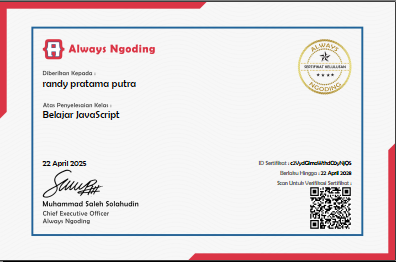 Always Ngoding
ALWAYS
SERTIFIKAT KELULUSAN
NGODING
Diberikan Kepada :
randy pratama putra
Atas Penyelesaian Kelas :
Belajar JavaScript
22 April 2025
Muhammad Saleh Solahudin
Chief Executive Officer
Always Ngoding
ID Sertifikat :
Berlaku Hingga : 22 April 2028
Scan Untuk Verifikasi Sertifikat :